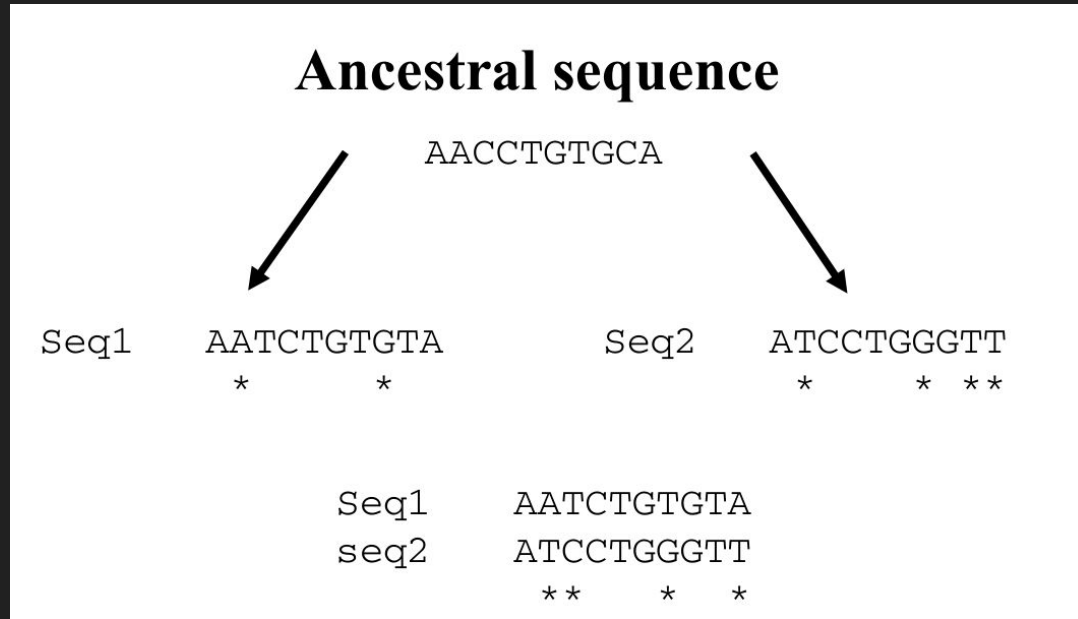 Ancestral sequence
AACCTGTGCA
Seq1 AATCTGTGTA Seq2 ATCCTGGGTT
* * * * * *
Seq1 AATCTGTGTA
seq2 ATCCTGGGTT
* * * *